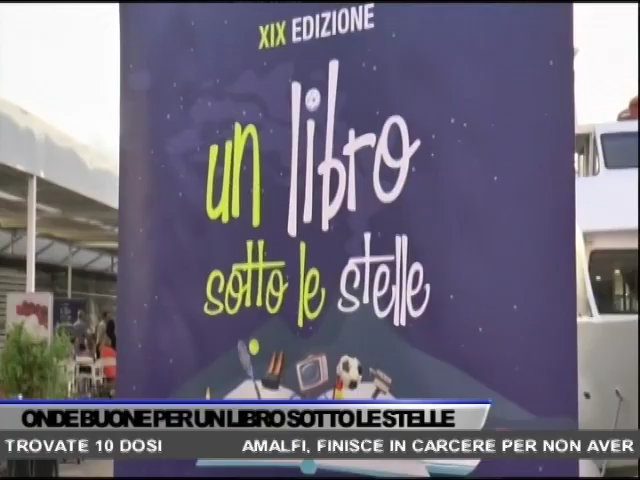 XIX EDIZIONE
un libro
sotto le stelle
ONDE BUONE PER UN LIBRO SOTTO LE STELLE
TROVATE 10 DOSI AMALFI, FINISCE IN CARCERE PER NON AVER